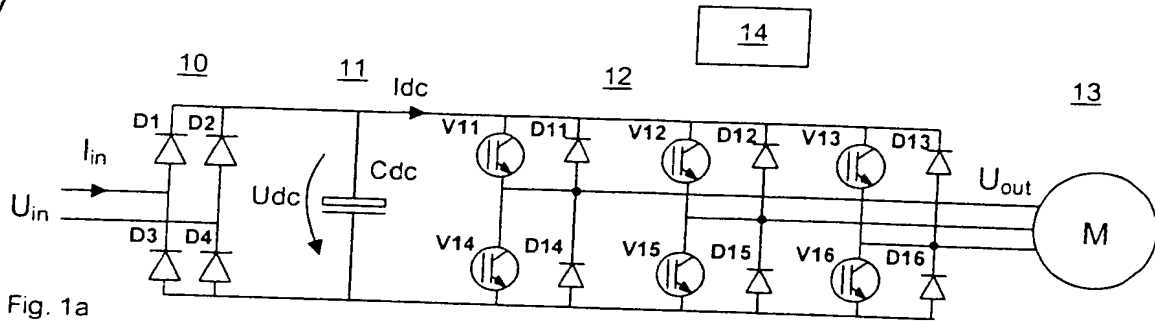 14
10
11
12
13
Idc
D1
D2
V11
D11
V12
D12
V13
D13
Iin
Cdc
Uout
Udc
Uin
M
D3
D4
V14
D14
V15
D15
V16
D16
Fig. 1a